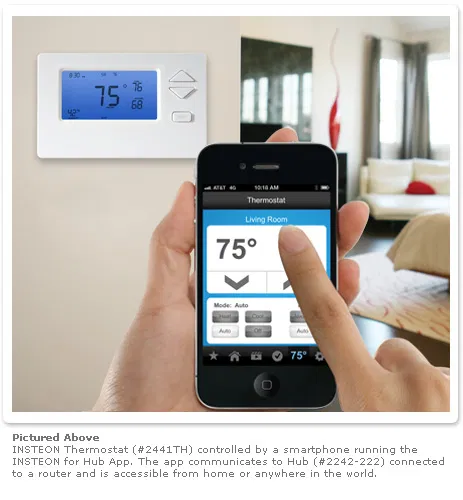 75° 76
68
AT&T 4G 10:16 AM
Thermostat
Living Room
75°
Mode: Auto
Heat Cool
Auto Off Auto
75°
Pictured Above
INSTEON Thermostat (#2441TH) controlled by a smartphone running the
INSTEON for Hub App. The app communicates to Hub (#2242-222) connected
to a router and is accessible from home or anywhere in the world.